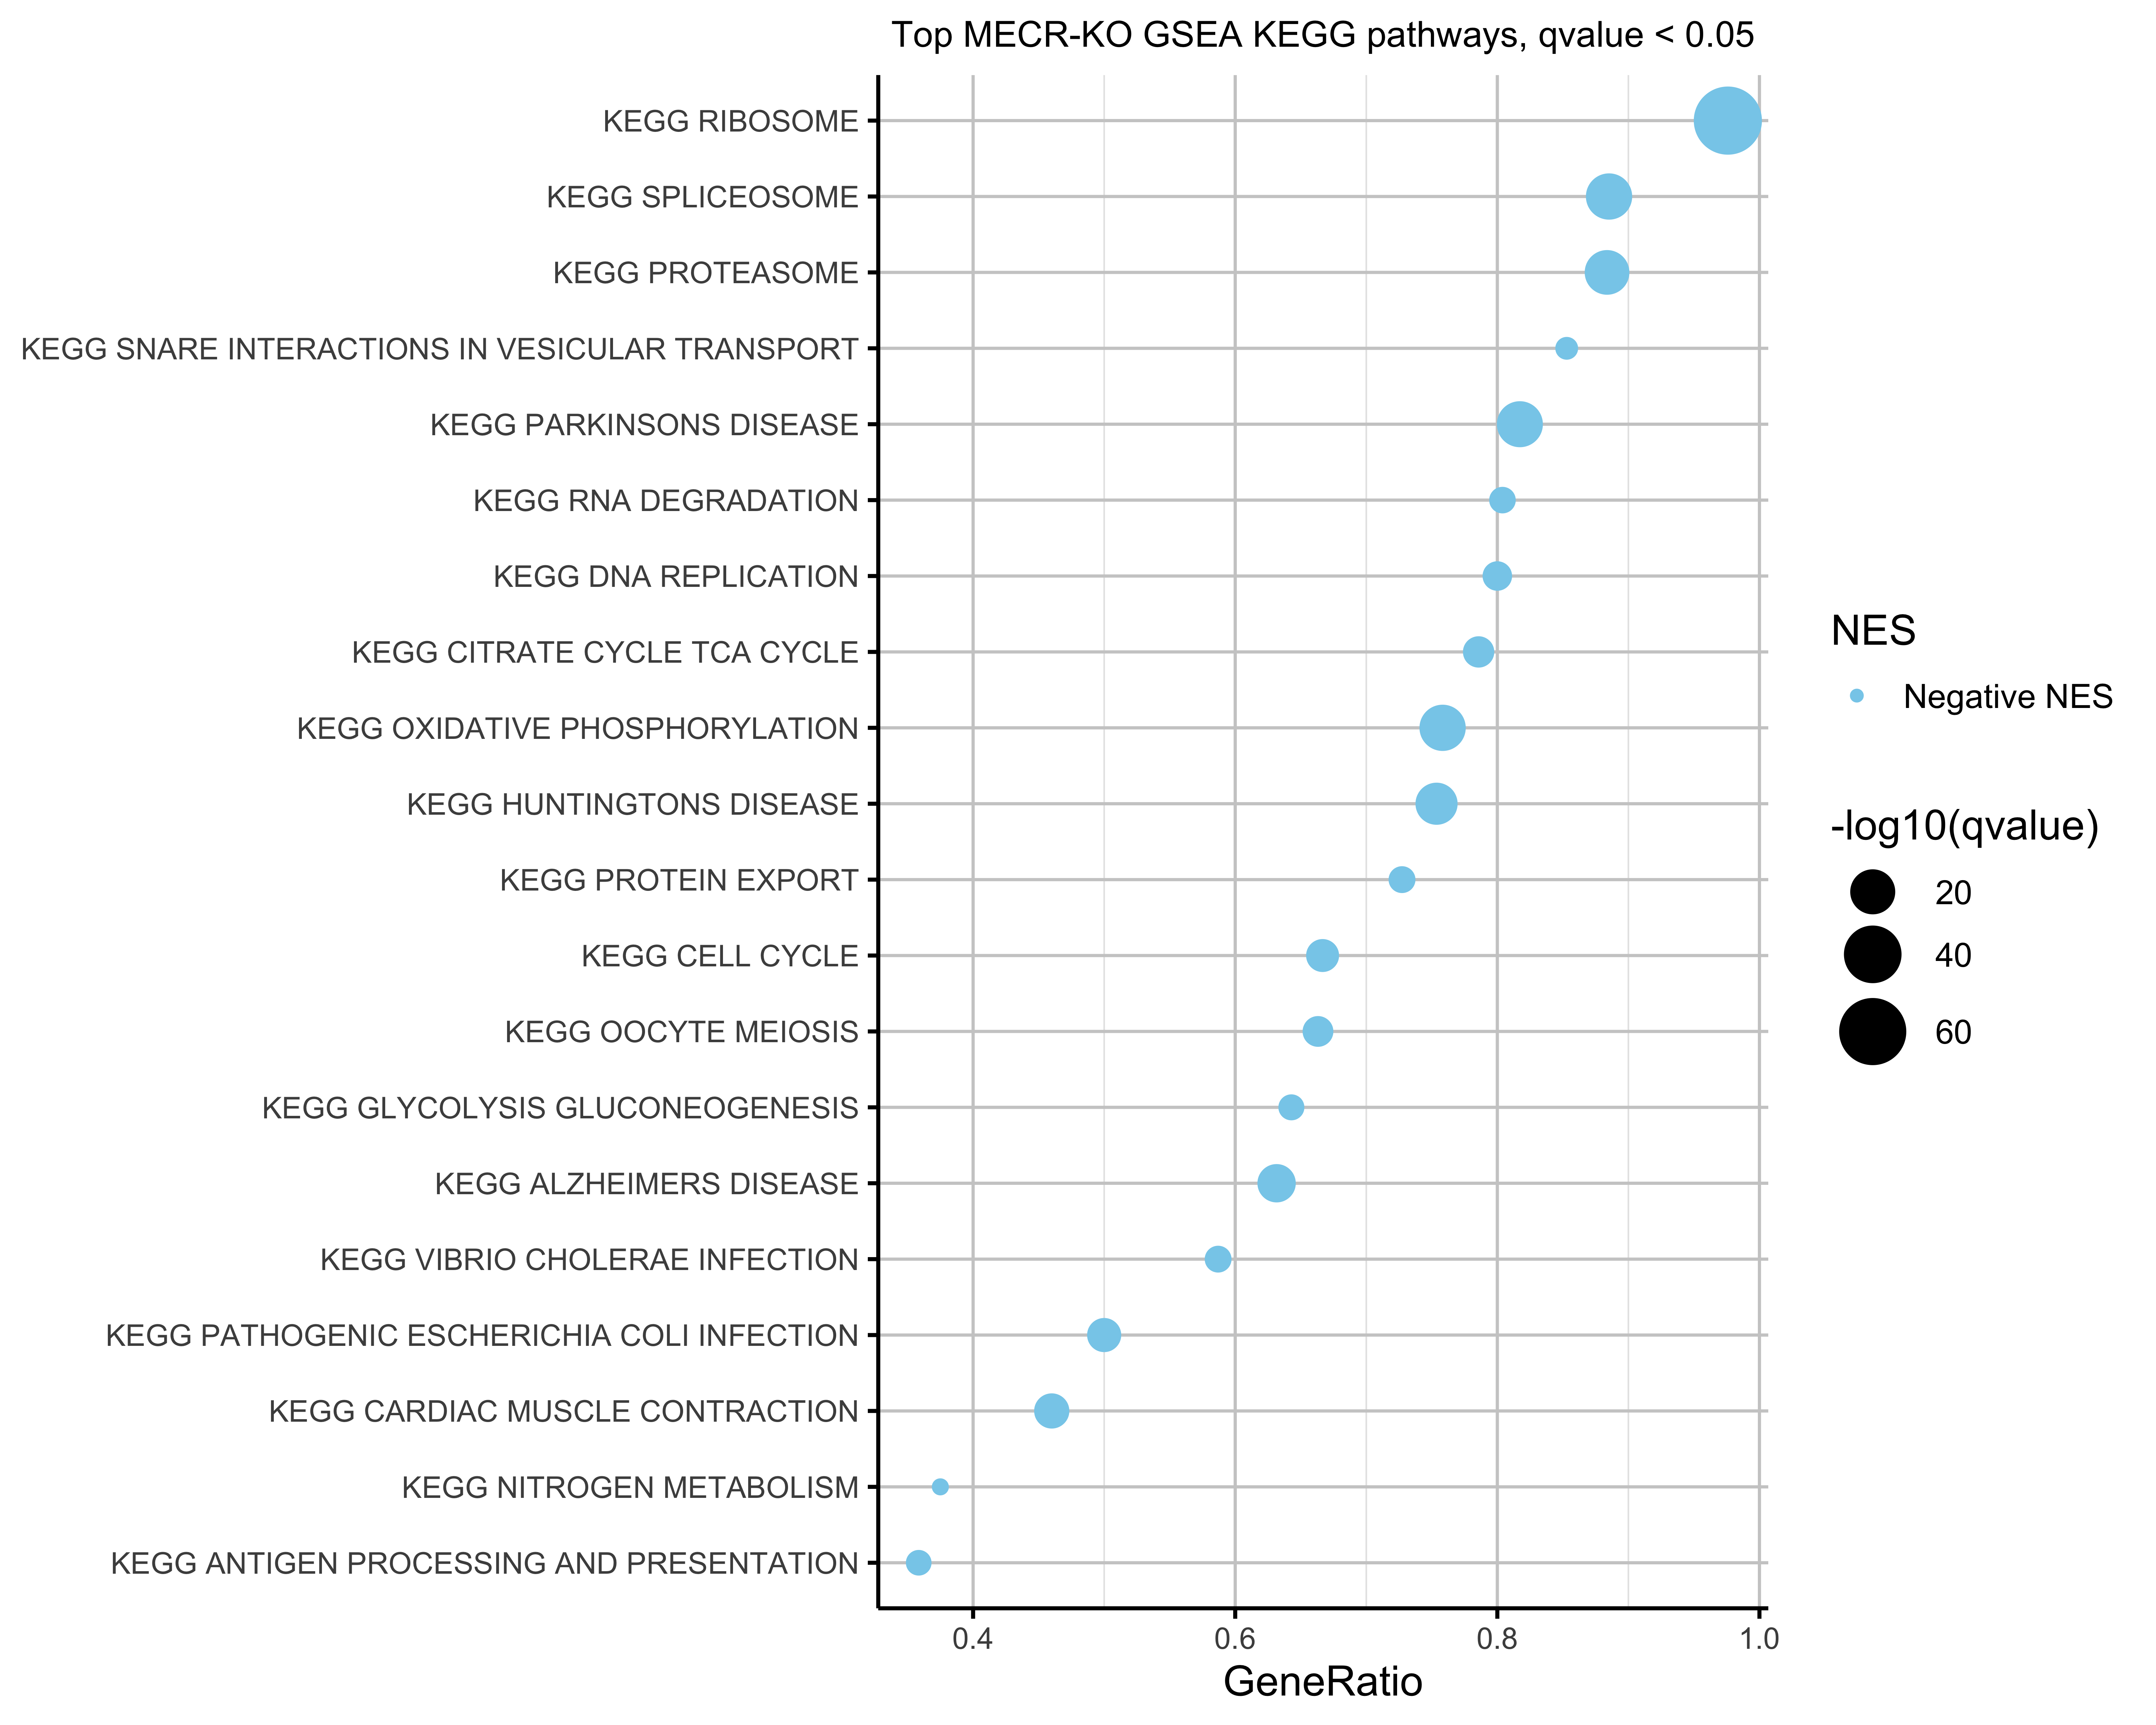 Top MECR-KO GSEA KEGG pathways, qvalue < 0.05
KEGG RIBOSOME
KEGG SPLICEOSOME
KEGG PROTEASOME
KEGG SNARE INTERACTIONS IN VESICULAR TRANSPORT
KEGG PARKINSONS DISEASE
KEGG RNA DEGRADATION
KEGG DNA REPLICATION
KEGG CITRATE CYCLE TCA CYCLE
KEGG OXIDATIVE PHOSPHORYLATION
KEGG HUNTINGTONS DISEASE
KEGG PROTEIN EXPORT
KEGG CELL CYCLE
KEGG OOCYTE MEIOSIS
KEGG GLYCOLYSIS GLUCONEOGENESIS
KEGG ALZHEIMERS DISEASE
KEGG VIBRIO CHOLERAE INFECTION
KEGG PATHOGENIC ESCHERICHIA COLI INFECTION
KEGG CARDIAC MUSCLE CONTRACTION
KEGG NITROGEN METABOLISM
KEGG ANTIGEN PROCESSING AND PRESENTATION
0.4 0.6 0.8 1.0
GeneRatio
NES
Negative NES
-log10(qvalue)
20
40
60